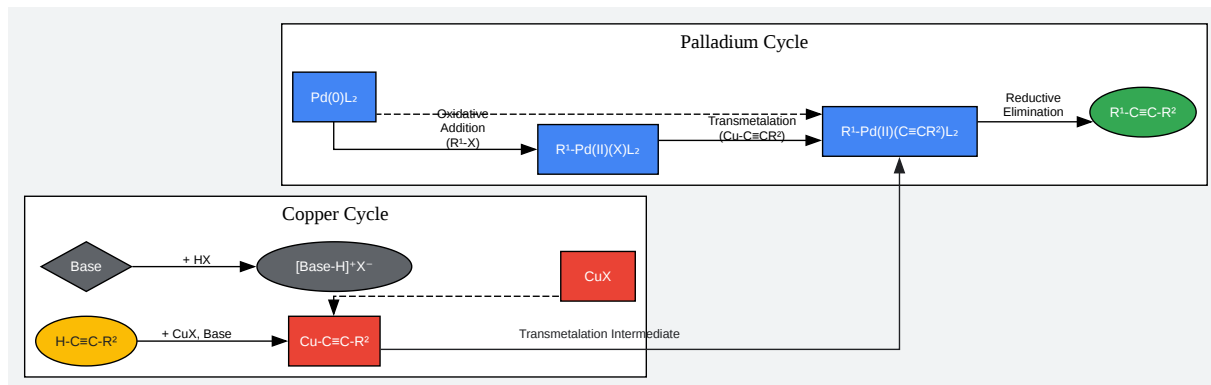 Palladium Cycle
Pd(0)L₂
Oxidative
Addition
(R¹-X)
R¹-Pd(II)(X)L₂
Transmetalation
(Cu-C≡CR²)
R¹-Pd(II)(C≡CR²)L₂
Reductive
Elimination
R¹-C≡C-R²
Copper Cycle
Base
+ HX
[Base-H]⁺X⁻
CuX
H-C≡C-R²
+ CuX, Base
Cu-C≡C-R²
Transmetalation Intermediate